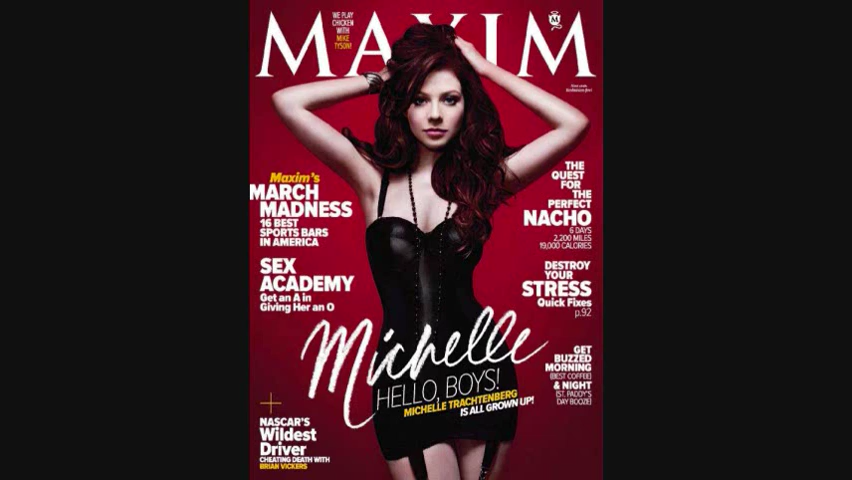 WE PLAY
CHICKEN
WITH
MIKE
TYSON!
MAXIM
M
Maxim's
MARCH
MADNESS
16 BEST
SPORTS BARS
IN AMERICA
SEX
ACADEMY
Get an A in
Giving Her an O
THE
QUEST
FOR
THE
PERFECT
NACHO
6 DAYS
2,200 MILES
19,000 CALORIES
DESTROY
YOUR
STRESS
Quick Fixes
p.92
Michelle
HELLO, BOYS!
MICHELLE TRACHTENBERG
IS ALL GROWN UP!
GET
BUZZED
MORNING
(BEST COFFEE)
& NIGHT
(ST. PADDY'S
DAY BOOZE)
NASCAR'S
Wildest
Driver
CHEATING DEATH WITH
BRIAN VICKERS